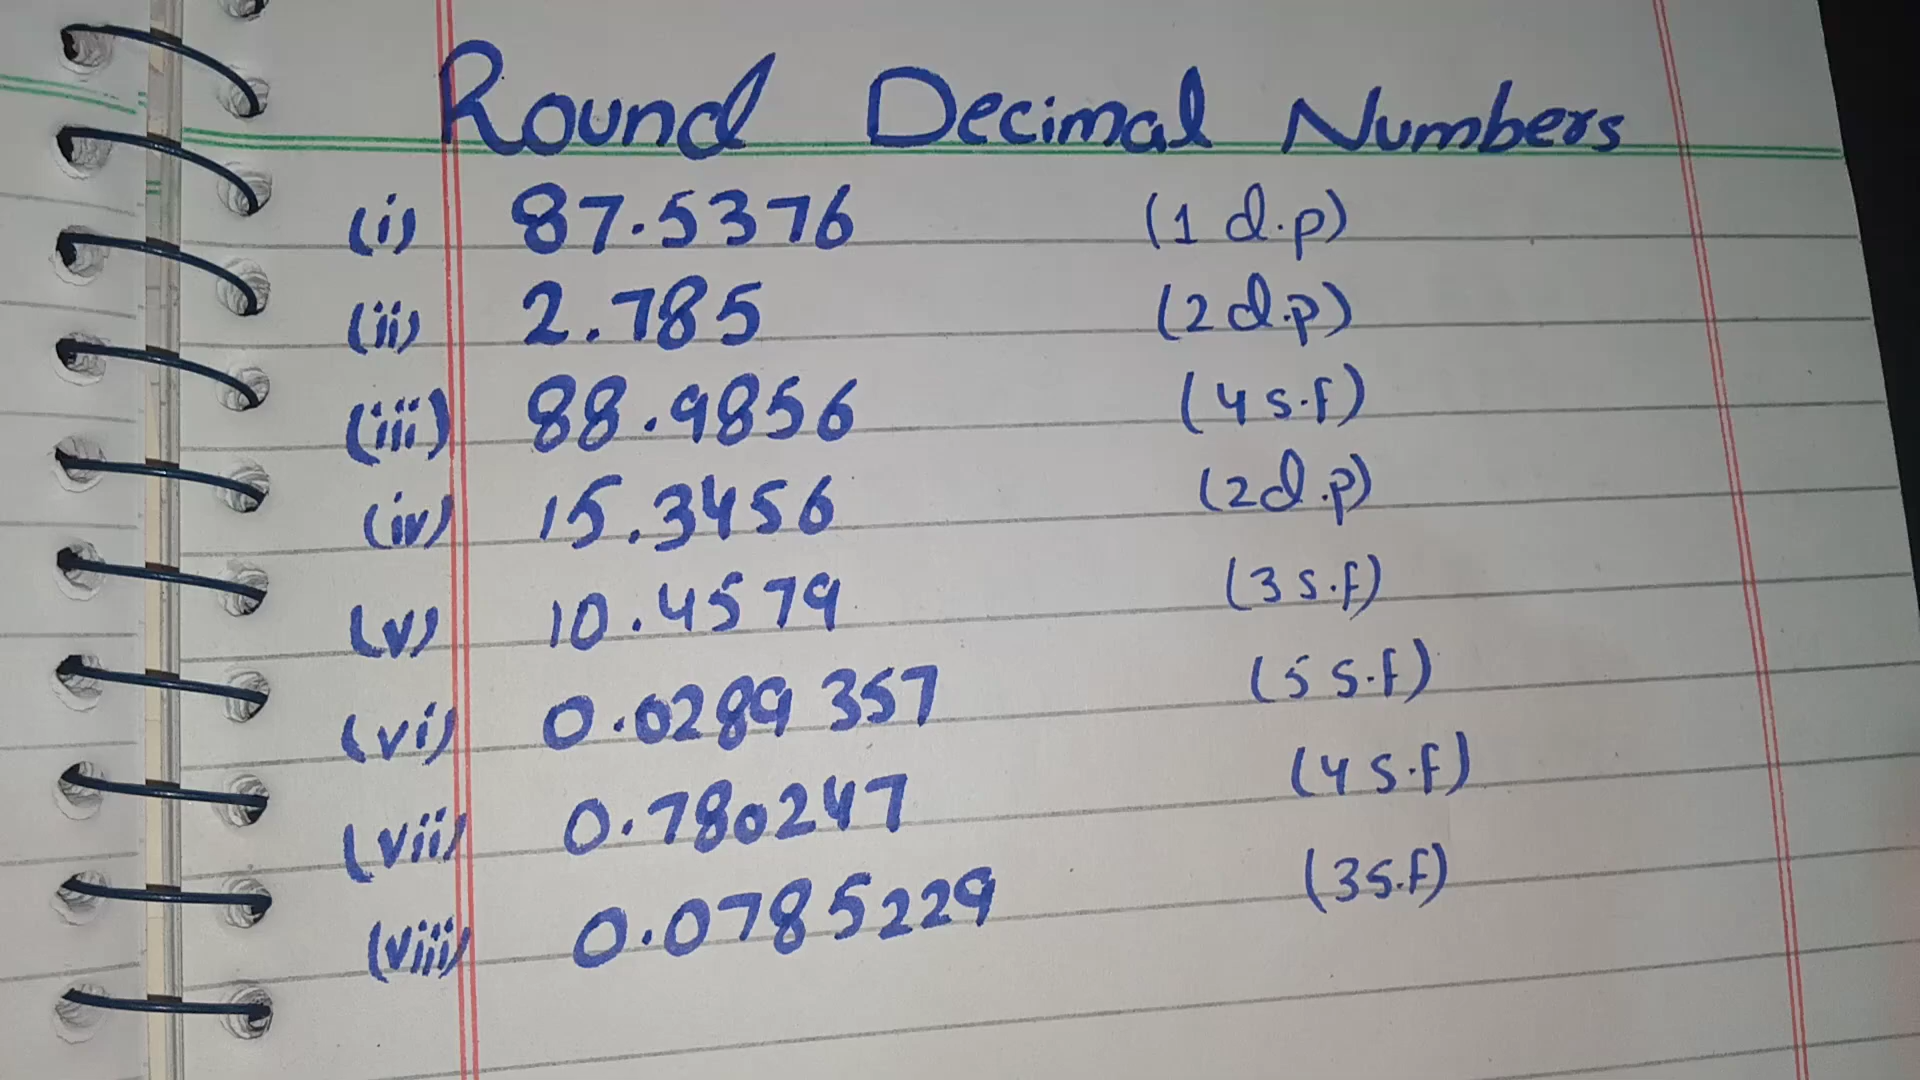 Round Decimal Numbers
(i) 87.5376 (1 d.p)
(ii) 2.785 (2 d.p)
(iii) 88.9856 (4 s.f)
(iv) 15.3456 (2 d.p)
(v) 10.4579 (3 s.f)
(vi) 0.0289357 (5 s.f)
(vii) 0.780247 (4 s.f)
(viii) 0.0785229 (3 s.f)